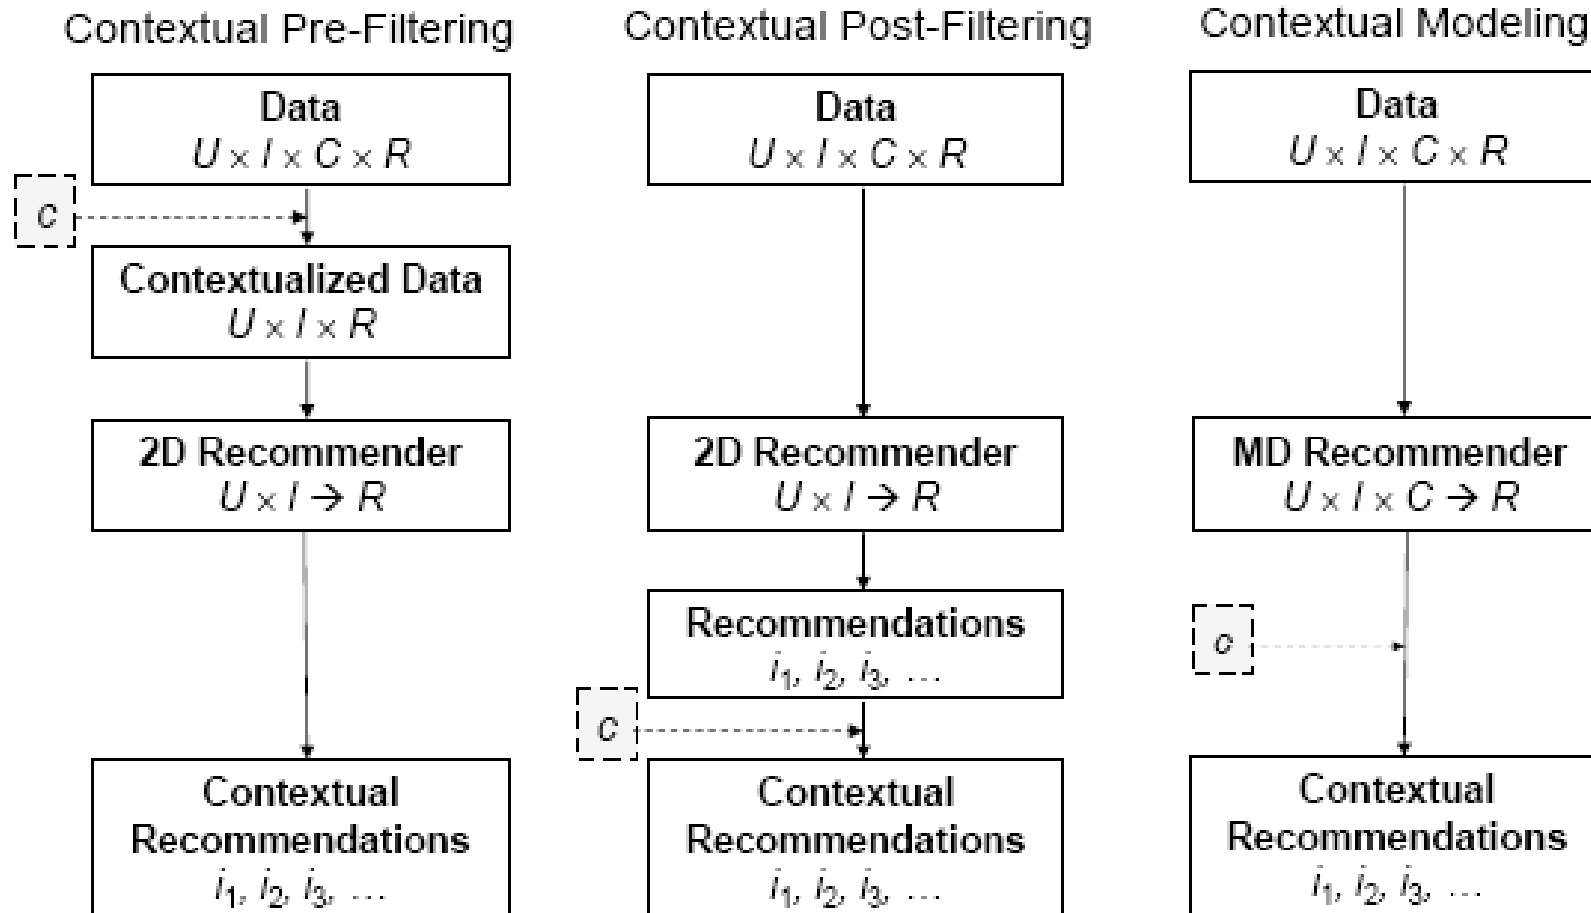 Contextual Pre-Filtering
Data
U × I × C × R
c
Contextualized Data
U × I × R
2D Recommender
U × I → R
Contextual
Recommendations
i₁, i₂, i₃, …
Contextual Post-Filtering
Data
U × I × C × R
2D Recommender
U × I → R
Recommendations
i₁, i₂, i₃, …
c
Contextual
Recommendations
i₁, i₂, i₃, …
Contextual Modeling
Data
U × I × C × R
MD Recommender
U × I × C → R
c
Contextual
Recommendations
i₁, i₂, i₃, …